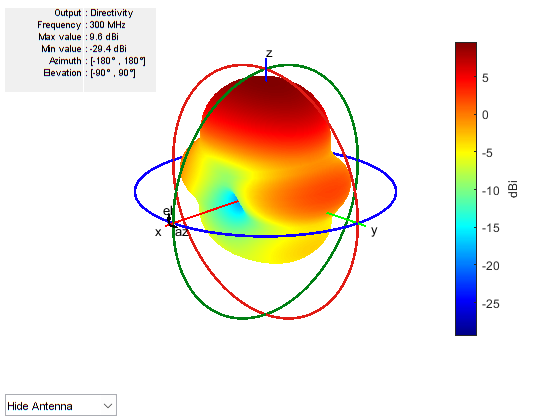 Output : Directivity
Frequency : 300 MHz
Max value : 9.6 dBi
Min value : -29.4 dBi
Azimuth : [-180° , 180°]
Elevation : [-90° , 90°]
z
5
0
-5
-10
-15
-20
-25
dBi
el
az
x
y
Hide Antenna